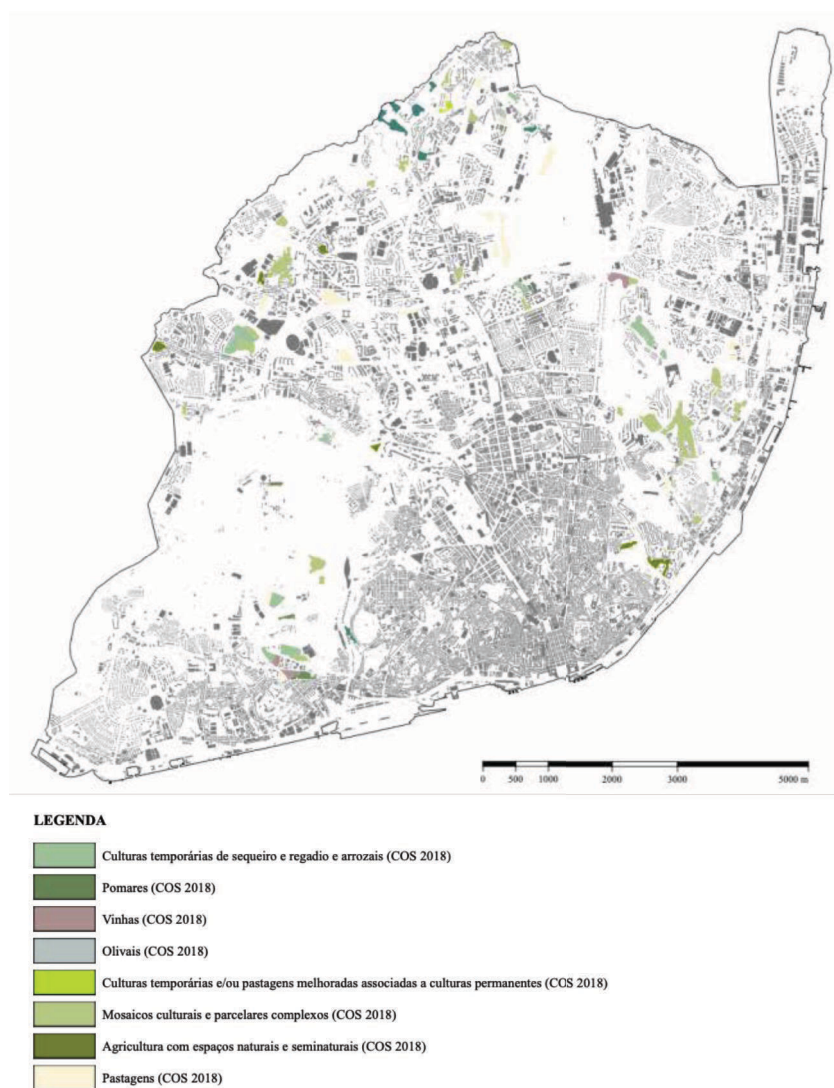 0 500 1000 2000 3000 5000 m
LEGENDA
Culturas temporárias de sequeiro e regadio e arrozais (COS 2018)
Pomares (COS 2018)
Vinhas (COS 2018)
Olivais (COS 2018)
Culturas temporárias e/ou pastagens melhoradas associadas a culturas permanentes (COS 2018)
Mosaicos culturais e parcelares complexos (COS 2018)
Agricultura com espaços naturais e seminaturais (COS 2018)
Pastagens (COS 2018)